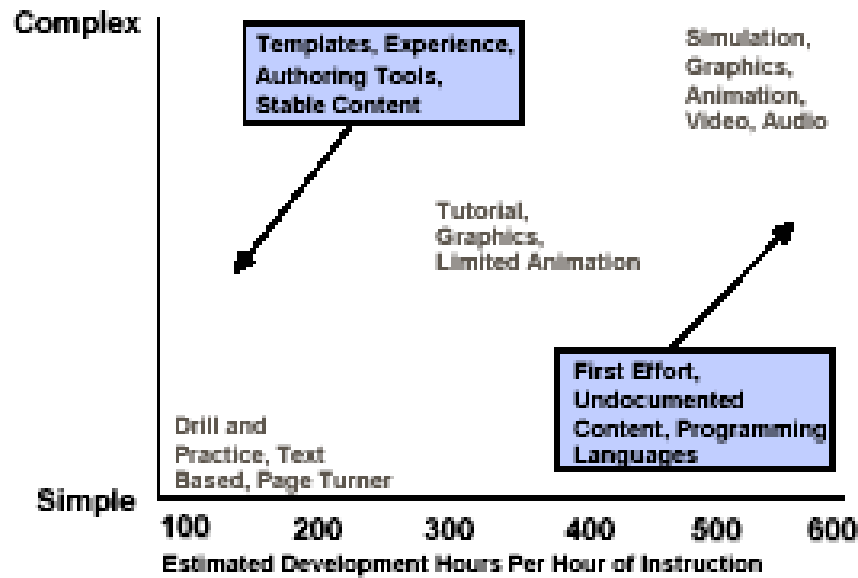 Complex
Templates, Experience,
Authoring Tools,
Stable Content
Simulation,
Graphics,
Animation,
Video, Audio
Tutorial,
Graphics,
Limited Animation
First Effort,
Undocumented
Content, Programming
Languages
Drill and
Practice, Text
Based, Page Turner
Simple
100 200 300 400 500 600
Estimated Development Hours Per Hour of Instruction